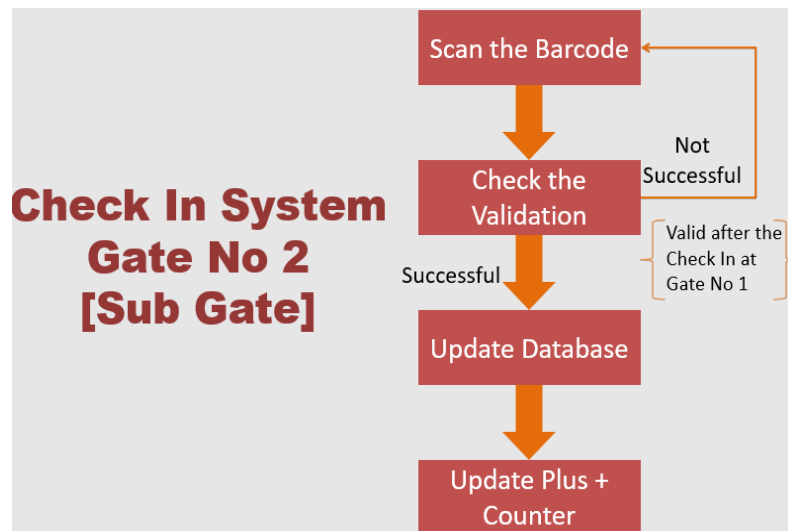 Check In System
Gate No 2
[Sub Gate]
Scan the Barcode
Check the
Validation
Not
Successful
Valid after the
Check In at
Gate No 1
Successful
Update Database
Update Plus +
Counter